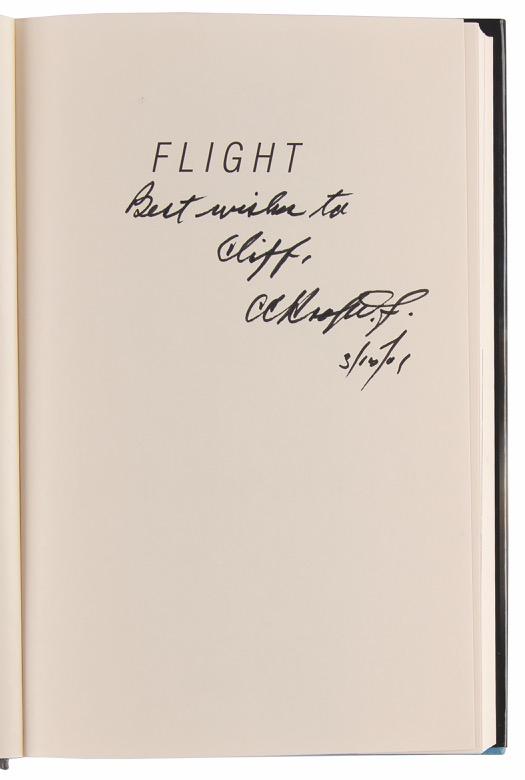 FLIGHT
Best wishes to
Cliff,
CCKraft Jr.
3/10/01